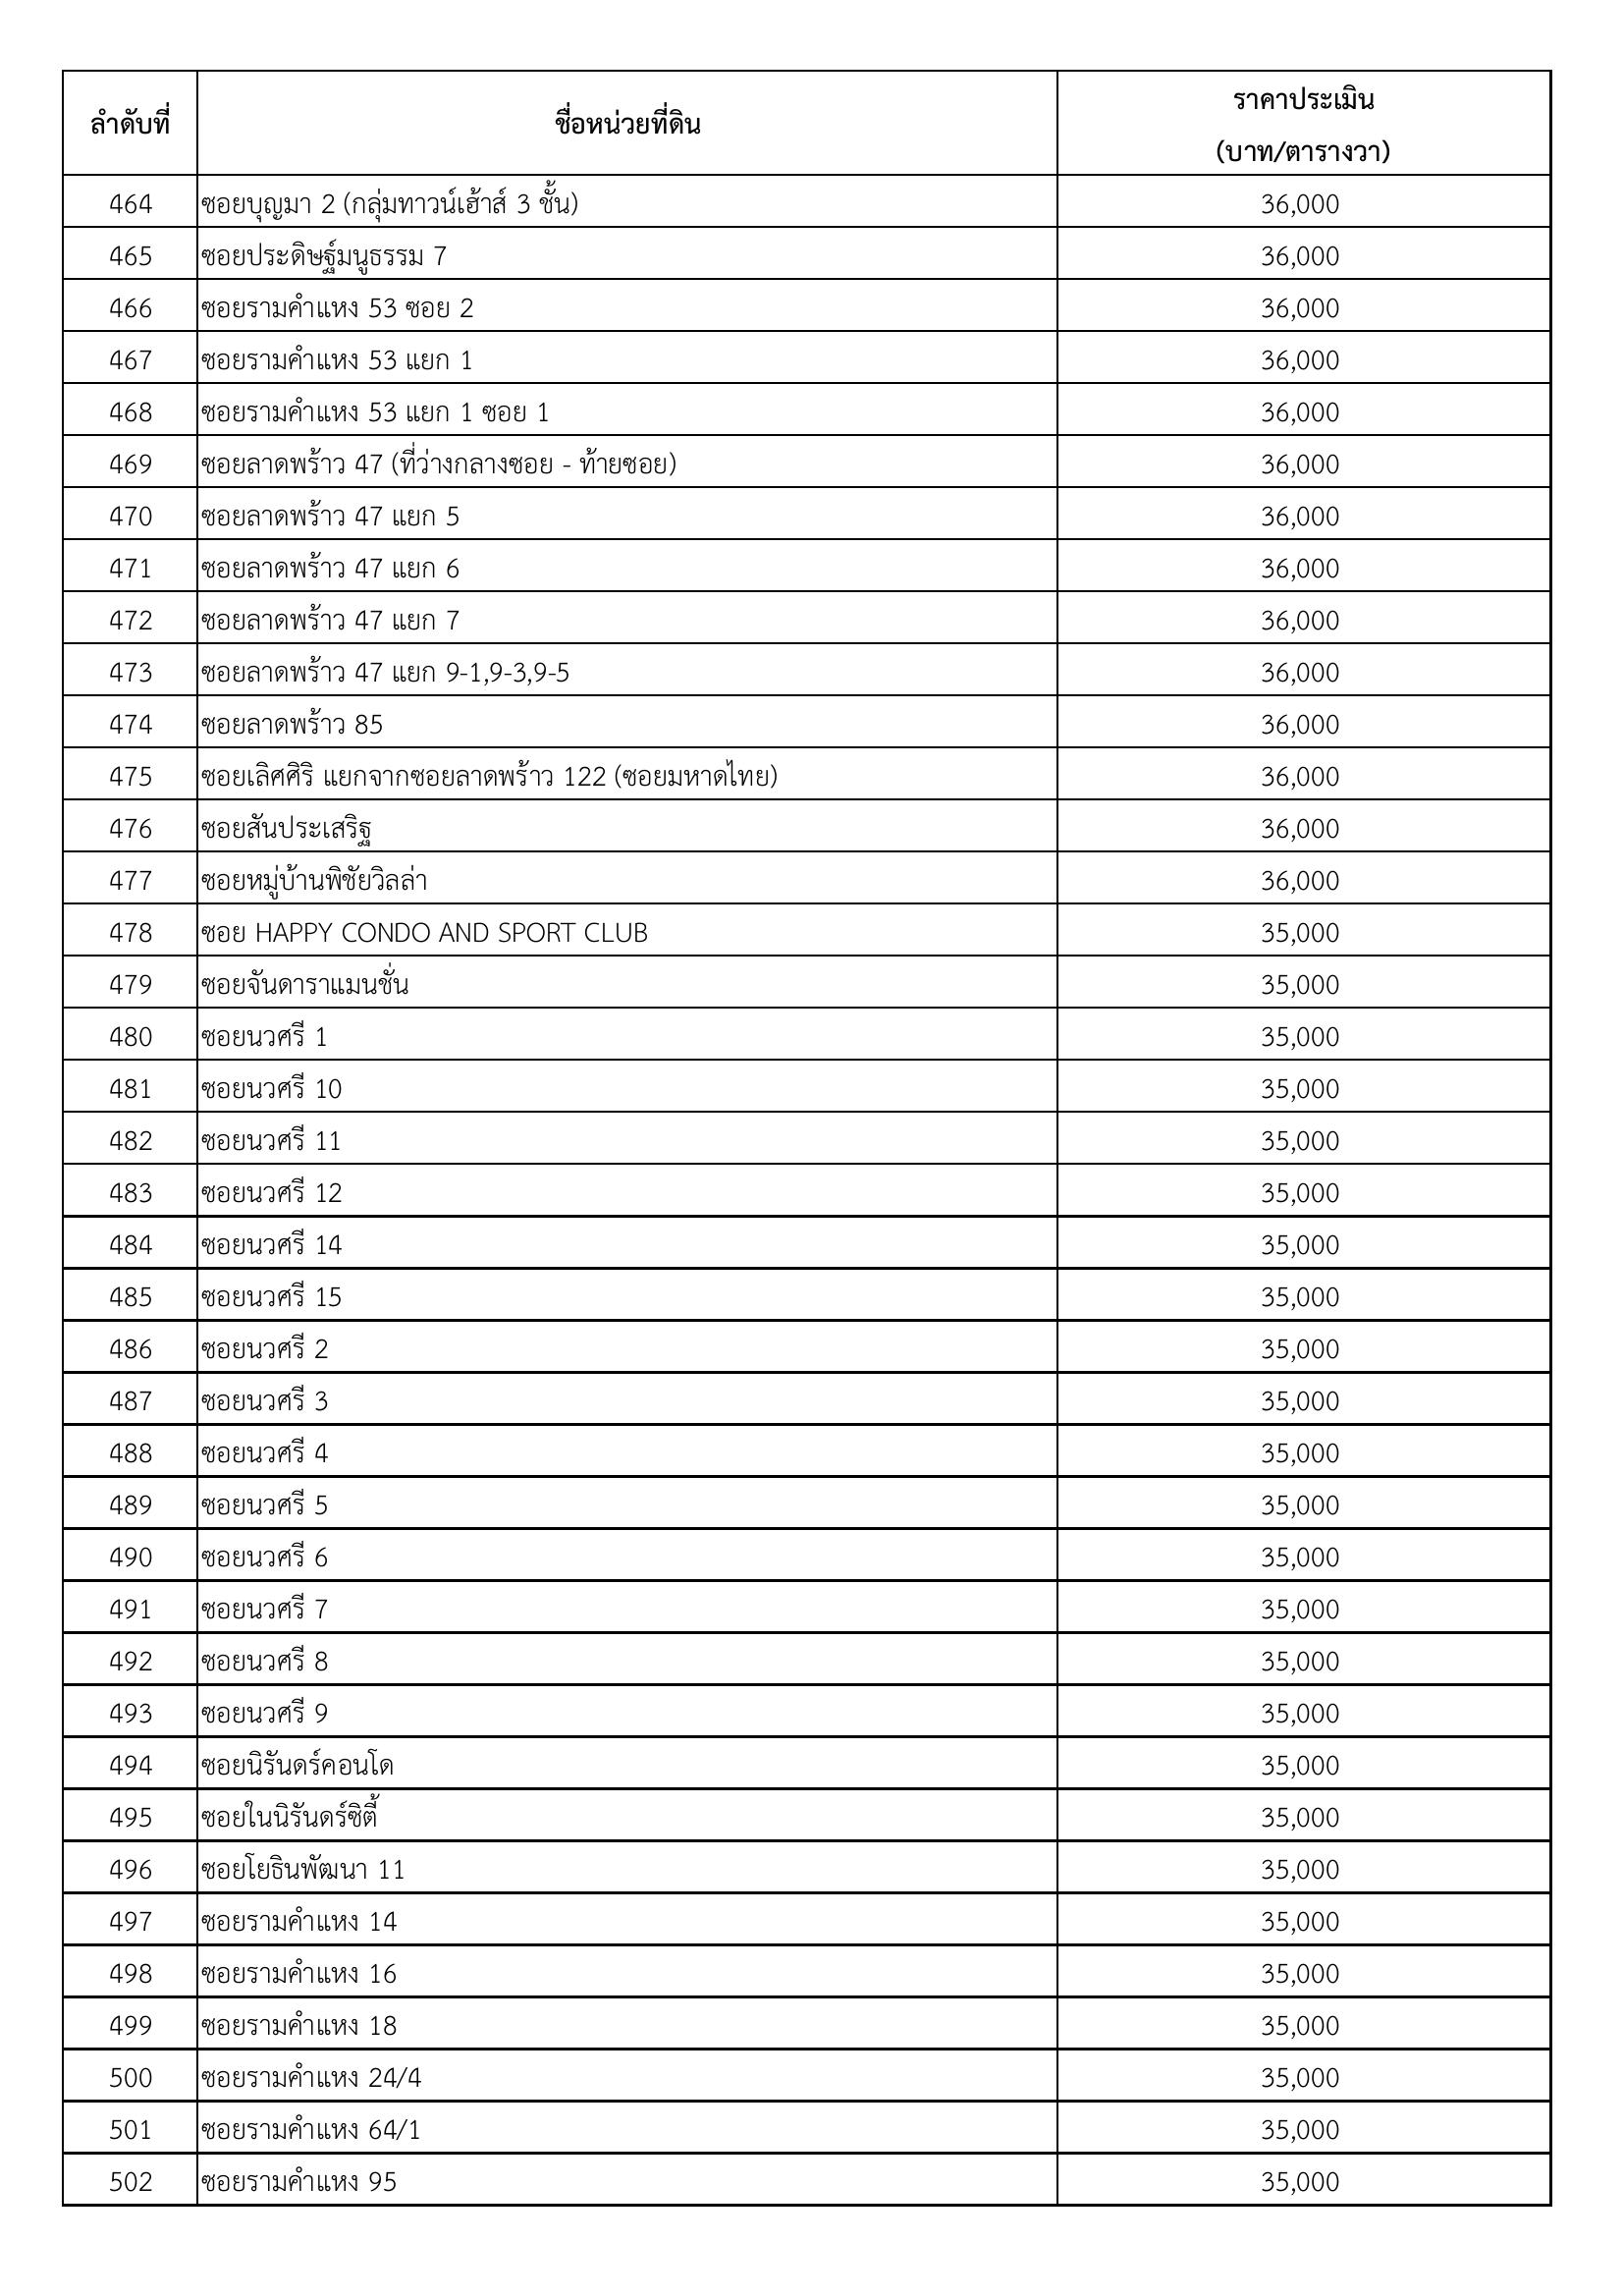 ลำดับที่ ชื่อหน่วยที่ดิน ราคาประเมิน
(บาท/ตารางวา)
464 ซอยบุญมา 2 (กลุ่มทาวน์เฮ้าส์ 3 ชั้น) 36,000
465 ซอยประดิษฐ์มนูธรรม 7 36,000
466 ซอยรามคำแหง 53 ซอย 2 36,000
467 ซอยรามคำแหง 53 แยก 1 36,000
468 ซอยรามคำแหง 53 แยก 1 ซอย 1 36,000
469 ซอยลาดพร้าว 47 (ที่ว่างกลางซอย - ท้ายซอย) 36,000
470 ซอยลาดพร้าว 47 แยก 5 36,000
471 ซอยลาดพร้าว 47 แยก 6 36,000
472 ซอยลาดพร้าว 47 แยก 7 36,000
473 ซอยลาดพร้าว 47 แยก 9-1,9-3,9-5 36,000
474 ซอยลาดพร้าว 85 36,000
475 ซอยเลิศศิริ แยกจากซอยลาดพร้าว 122 (ซอยมหาดไทย) 36,000
476 ซอยสันประเสริฐ 36,000
477 ซอยหมู่บ้านพิชัยวิลล่า 36,000
478 ซอย HAPPY CONDO AND SPORT CLUB 35,000
479 ซอยจันดาราแมนชั่น 35,000
480 ซอยนวศรี 1 35,000
481 ซอยนวศรี 10 35,000
482 ซอยนวศรี 11 35,000
483 ซอยนวศรี 12 35,000
484 ซอยนวศรี 14 35,000
485 ซอยนวศรี 15 35,000
486 ซอยนวศรี 2 35,000
487 ซอยนวศรี 3 35,000
488 ซอยนวศรี 4 35,000
489 ซอยนวศรี 5 35,000
490 ซอยนวศรี 6 35,000
491 ซอยนวศรี 7 35,000
492 ซอยนวศรี 8 35,000
493 ซอยนวศรี 9 35,000
494 ซอยนิรันดร์คอนโด 35,000
495 ซอยในนิรันดร์ซิตี้ 35,000
496 ซอยโยธินพัฒนา 11 35,000
497 ซอยรามคำแหง 14 35,000
498 ซอยรามคำแหง 16 35,000
499 ซอยรามคำแหง 18 35,000
500 ซอยรามคำแหง 24/4 35,000
501 ซอยรามคำแหง 64/1 35,000
502 ซอยรามคำแหง 95 35,000